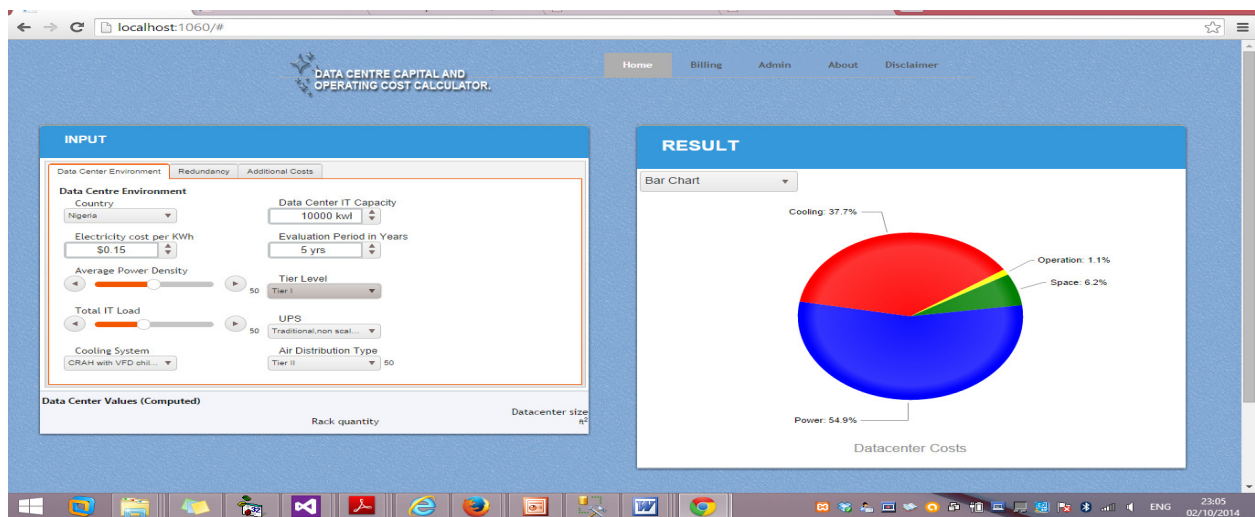 localhost:1060/#
DATA CENTRE CAPITAL AND
OPERATING COST CALCULATOR.
Home Billing Admin About Disclaimer
INPUT
Data Center Environment Redundancy Additional Costs
Data Centre Environment
Country Data Center IT Capacity
Nigeria 10000 kwl
Electricity cost per KWh Evaluation Period in Years
$0.15 5 yrs
Average Power Density Tier Level
50 Tier I
Total IT Load UPS
50 Traditional,non scal...
Cooling System Air Distribution Type
CRAH with VFD chil... Tier II 50
Data Center Values (Computed)
Datacenter size
Rack quantity ft²
RESULT
Bar Chart
Cooling: 37.7%
Operation: 1.1%
Space: 6.2%
Power: 54.9%
Datacenter Costs
ENG 23:05
02/10/2014